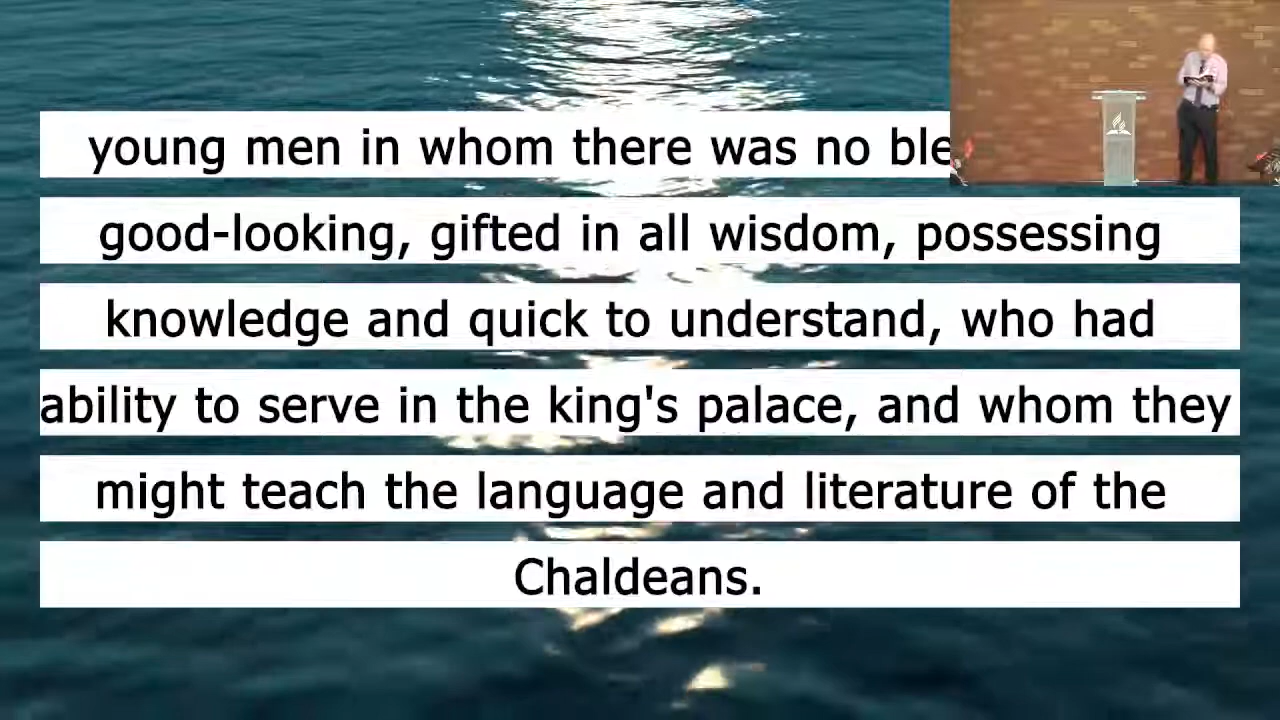 young men in whom there was no
good-looking, gifted in all wisdom, possessing
knowledge and quick to understand, who had
ability to serve in the king's palace, and whom they
might teach the language and literature of the
Chaldeans.